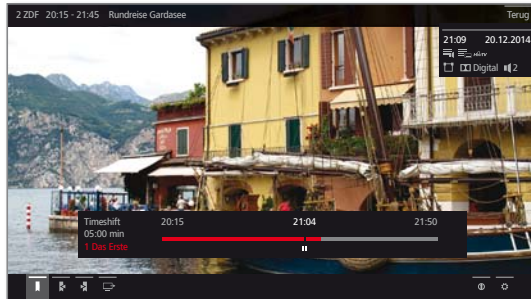 2 ZDF 20:15 - 21:45 Rundreise Gardasee Terug
21:09 20.12.2014
Digital 2
Timeshift 20:15 21:04 21:50
05:00 min
1 Das Erste